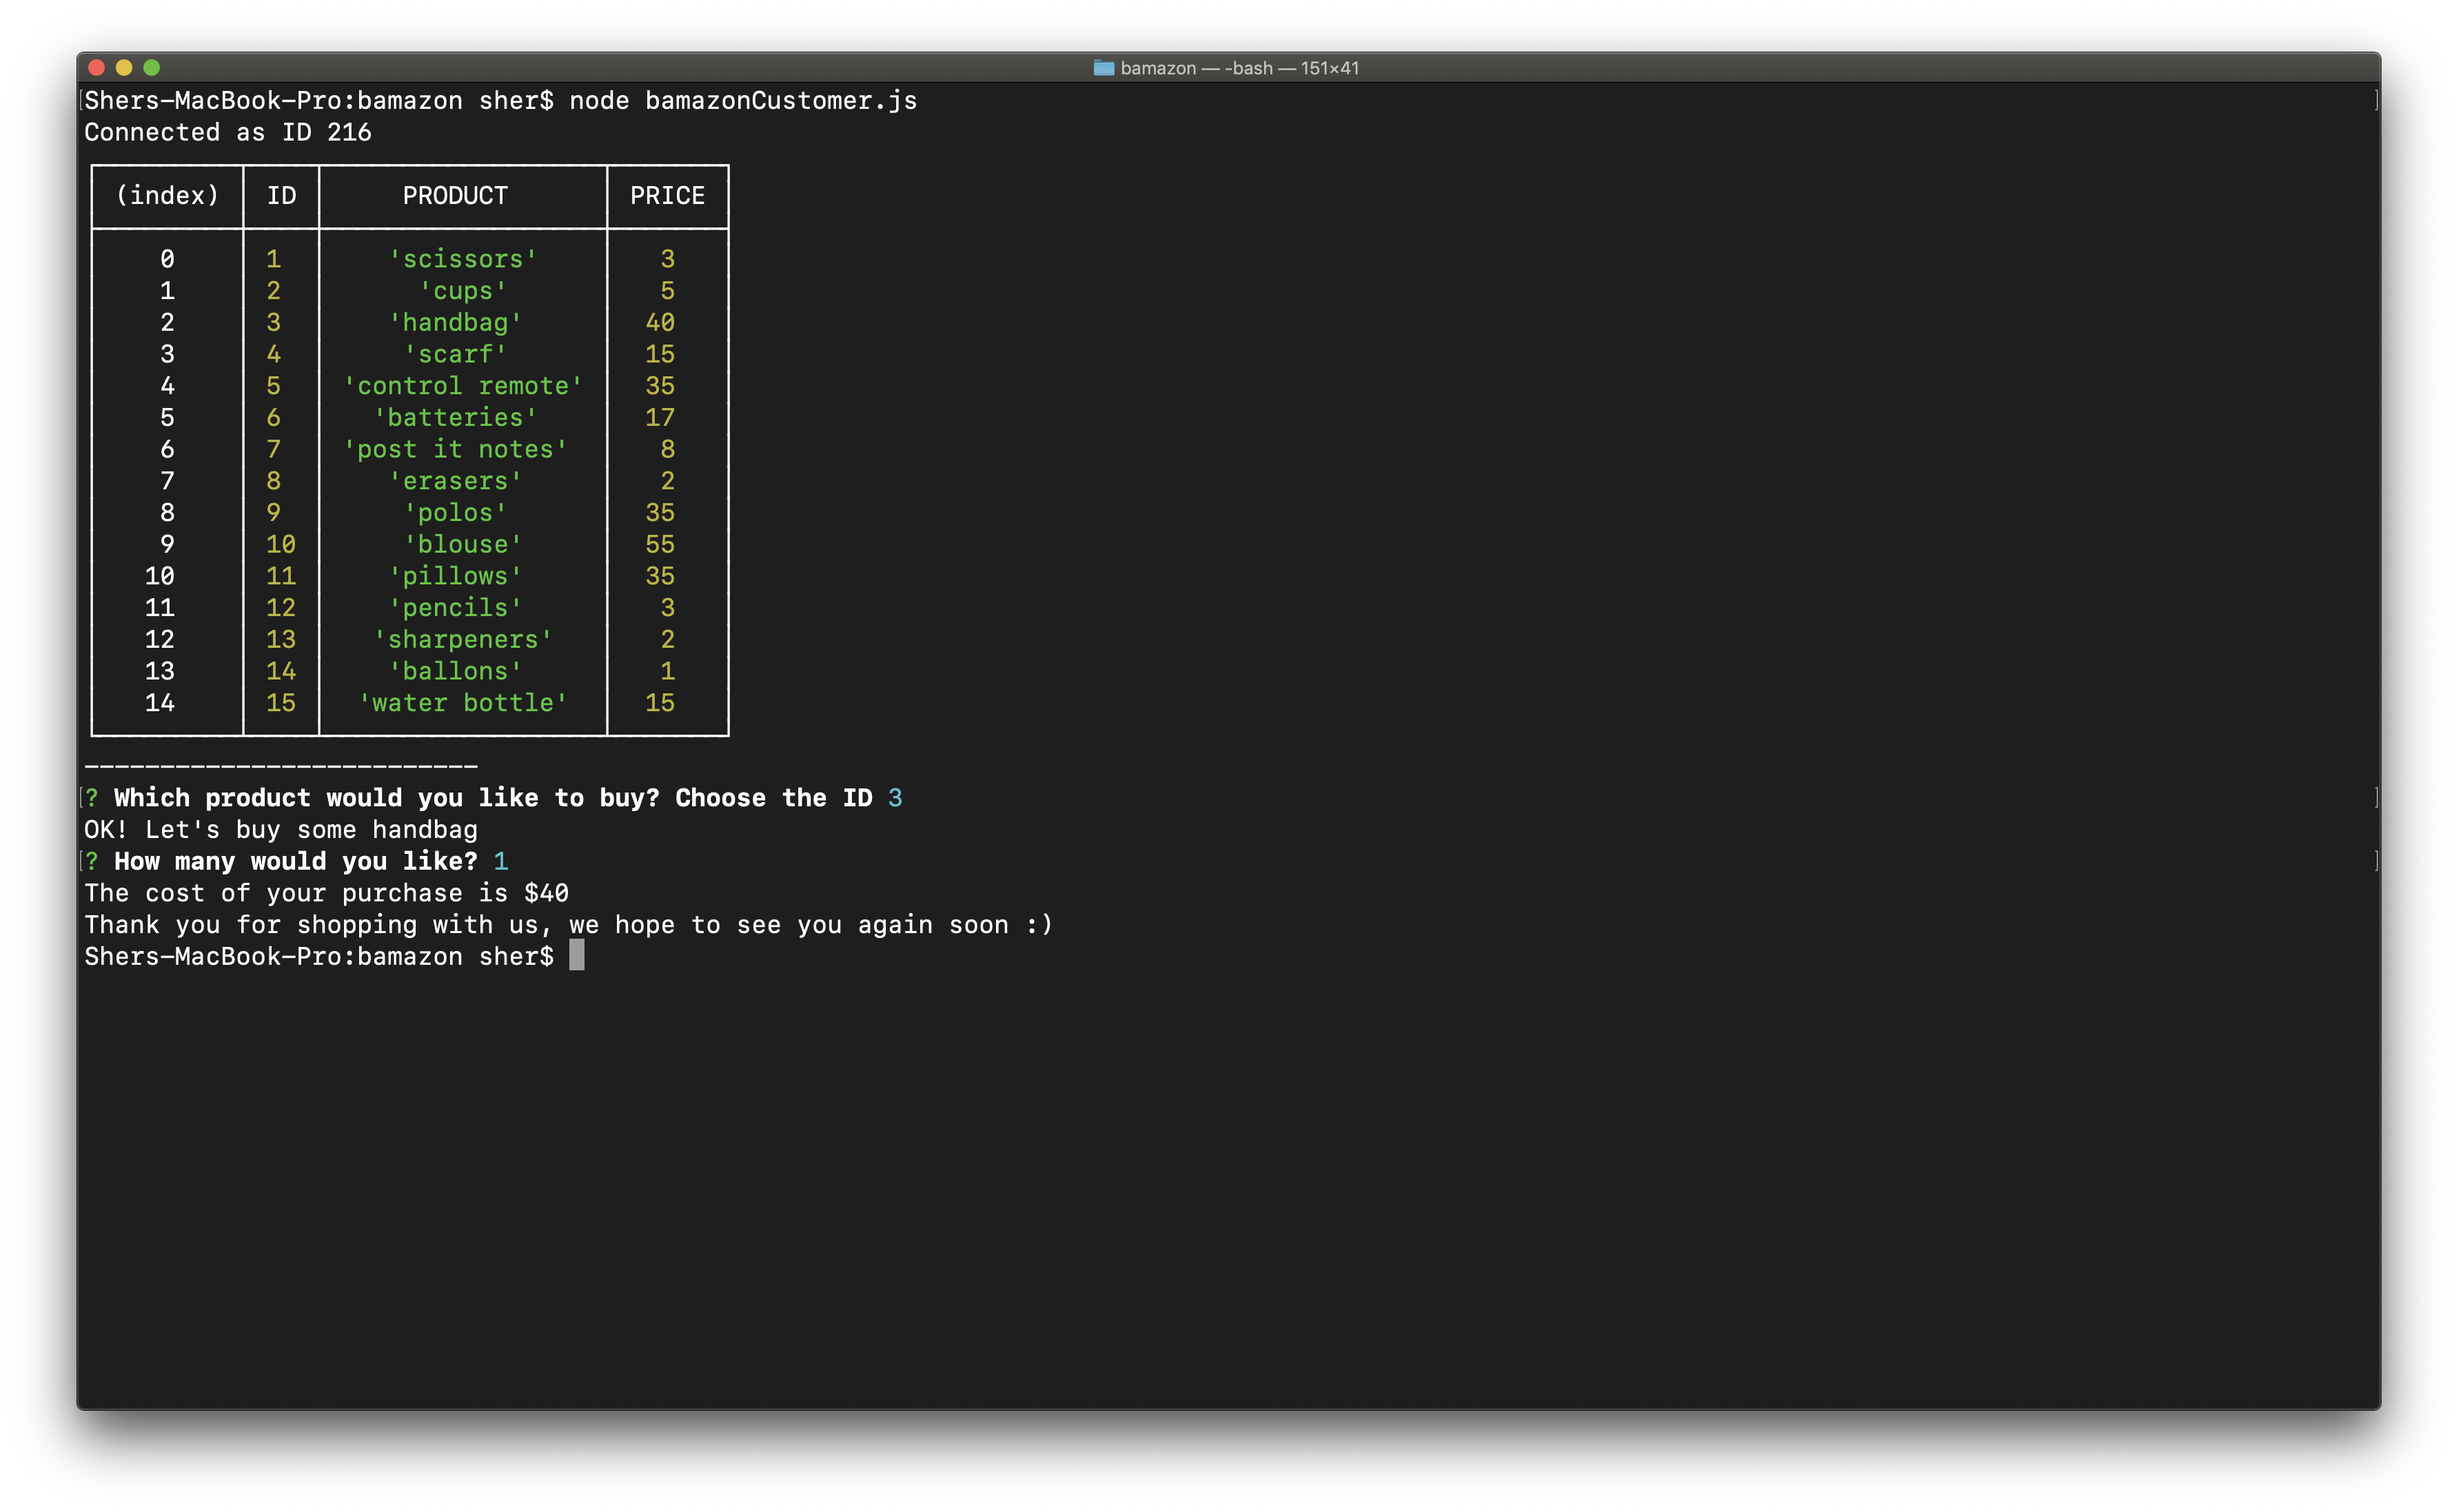 bamazon — -bash — 151×41
Shers-MacBook-Pro:bamazon sher$ node bamazonCustomer.js
Connected as ID 216
(index) ID PRODUCT PRICE
0 1 'scissors' 3
1 2 'cups' 5
2 3 'handbag' 40
3 4 'scarf' 15
4 5 'control remote' 35
5 6 'batteries' 17
6 7 'post it notes' 8
7 8 'erasers' 2
8 9 'polos' 35
9 10 'blouse' 55
10 11 'pillows' 35
11 12 'pencils' 3
12 13 'sharpeners' 2
13 14 'ballons' 1
14 15 'water bottle' 15
--------------------------
? Which product would you like to buy? Choose the ID 3
OK! Let's buy some handbag
? How many would you like? 1
The cost of your purchase is $40
Thank you for shopping with us, we hope to see you again soon :)
Shers-MacBook-Pro:bamazon sher$